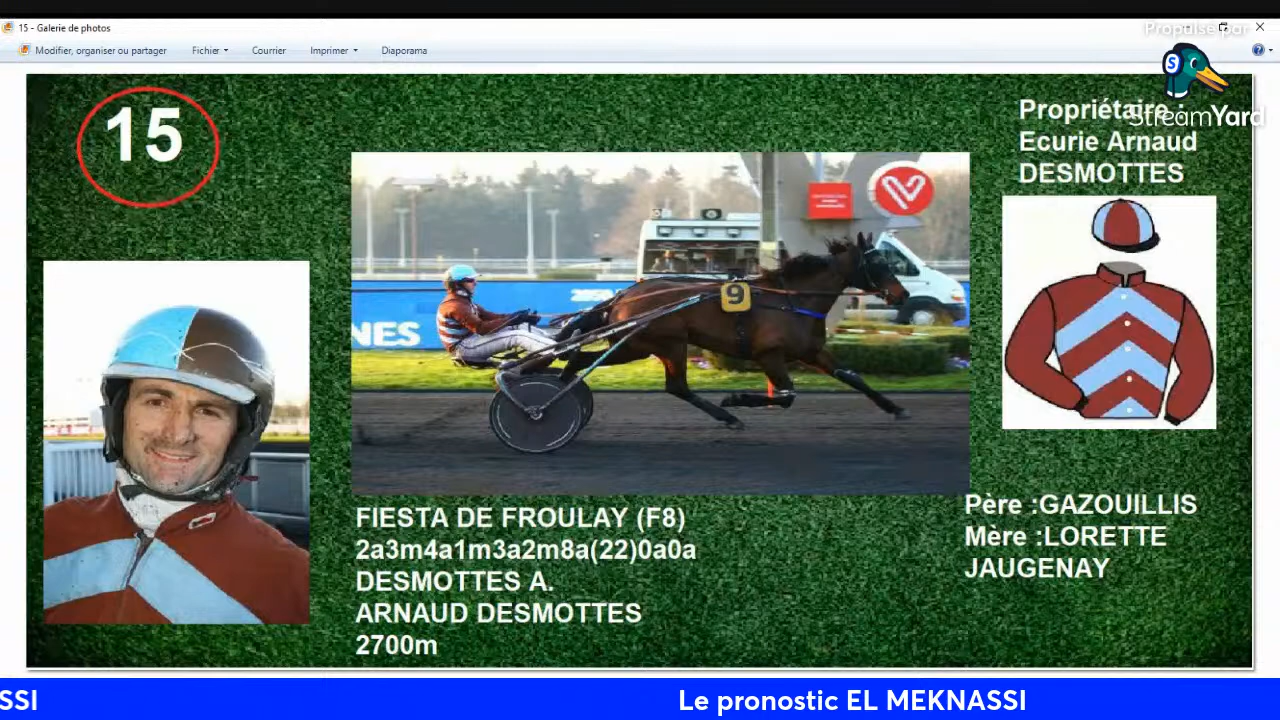 15 - Galerie de photos
Propulsé par
Modifier, organiser ou partager Fichier Courrier Imprimer Diaporama
StreamYard
15
Propriétaire :
Ecurie Arnaud
DESMOTTES
9
NES
FIESTA DE FROULAY (F8)
2a3m4a1m3a2m8a(22)0a0a
DESMOTTES A.
ARNAUD DESMOTTES
2700m
Père :GAZOUILLIS
Mère :LORETTE
JAUGENAY
SSI
Le pronostic EL MEKNASSI